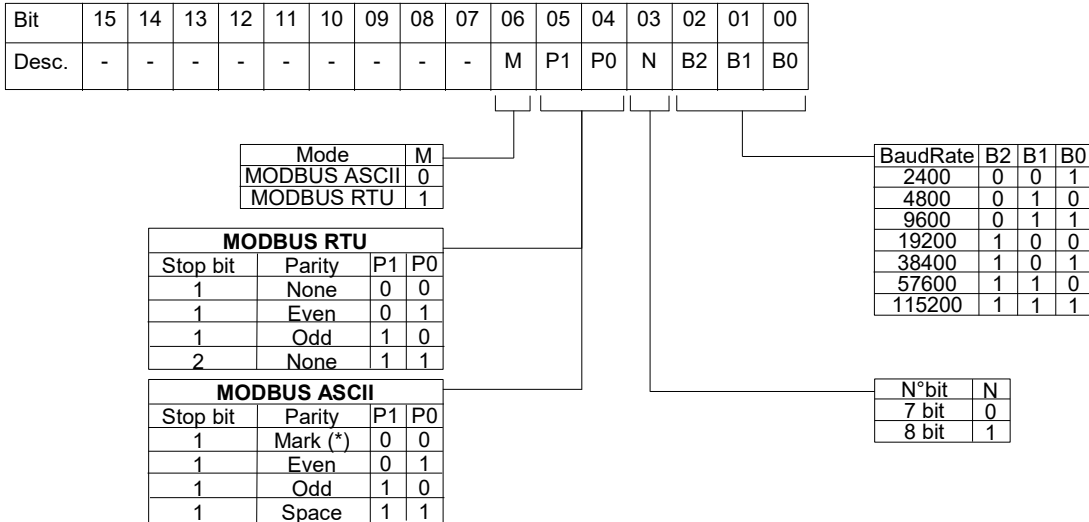 Bit 15 14 13 12 11 10 09 08 07 06 05 04 03 02 01 00
Desc. - - - - - - - - - M P1 P0 N B2 B1 B0
Mode M
MODBUS ASCII 0
MODBUS RTU 1
MODBUS RTU
Stop bit Parity P1 P0
1 None 0 0
1 Even 0 1
1 Odd 1 0
2 None 1 1
MODBUS ASCII
Stop bit Parity P1 P0
1 Mark (*) 0 0
1 Even 0 1
1 Odd 1 0
1 Space 1 1
BaudRate B2 B1 B0
2400 0 0 1
4800 0 1 0
9600 0 1 1
19200 1 0 0
38400 1 0 1
57600 1 1 0
115200 1 1 1
N°bit N
7 bit 0
8 bit 1